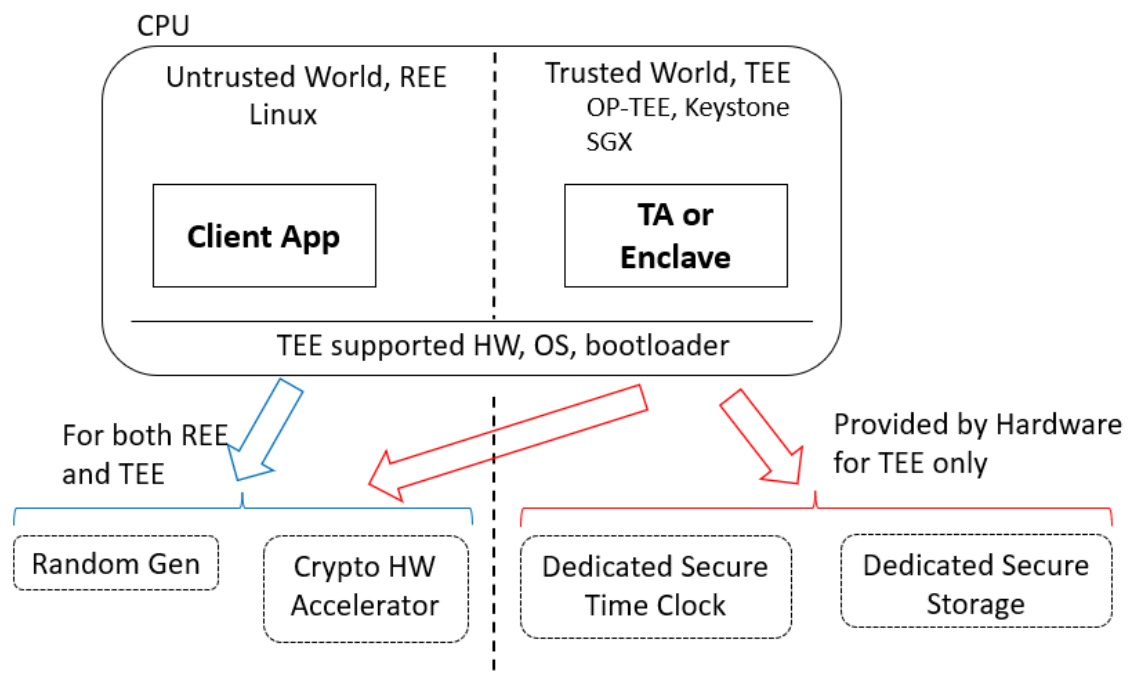 CPU
Untrusted World, REE
Linux
Trusted World, TEE
OP-TEE, Keystone
SGX
Client App
TA or
Enclave
TEE supported HW, OS, bootloader
For both REE
and TEE
Provided by Hardware
for TEE only
Random Gen
Crypto HW
Accelerator
Dedicated Secure
Time Clock
Dedicated Secure
Storage